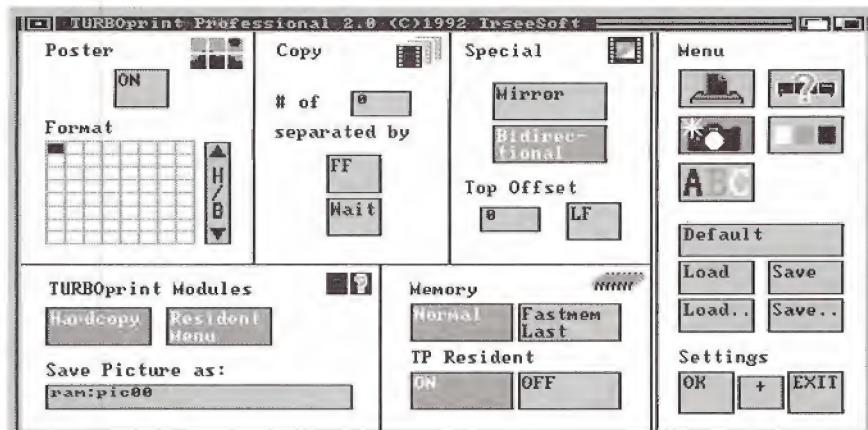 TURBOprint Professional 2.0 (C)1992 IrseeSoft
Poster
ON
Format
H/B
Copy
# of 0
separated by
FF
Wait
Special
Mirror
Bidirec-
tional
Top Offset
0 LF
Menu
?
ABC
Default
Load Save
Load.. Save..
Settings
OK + EXIT
TURBOprint Modules
?
Hardcopy
Resident
Menu
Save Picture as:
ram:pic00
Memory
Normal
Fastmem
Last
TP Resident
ON OFF